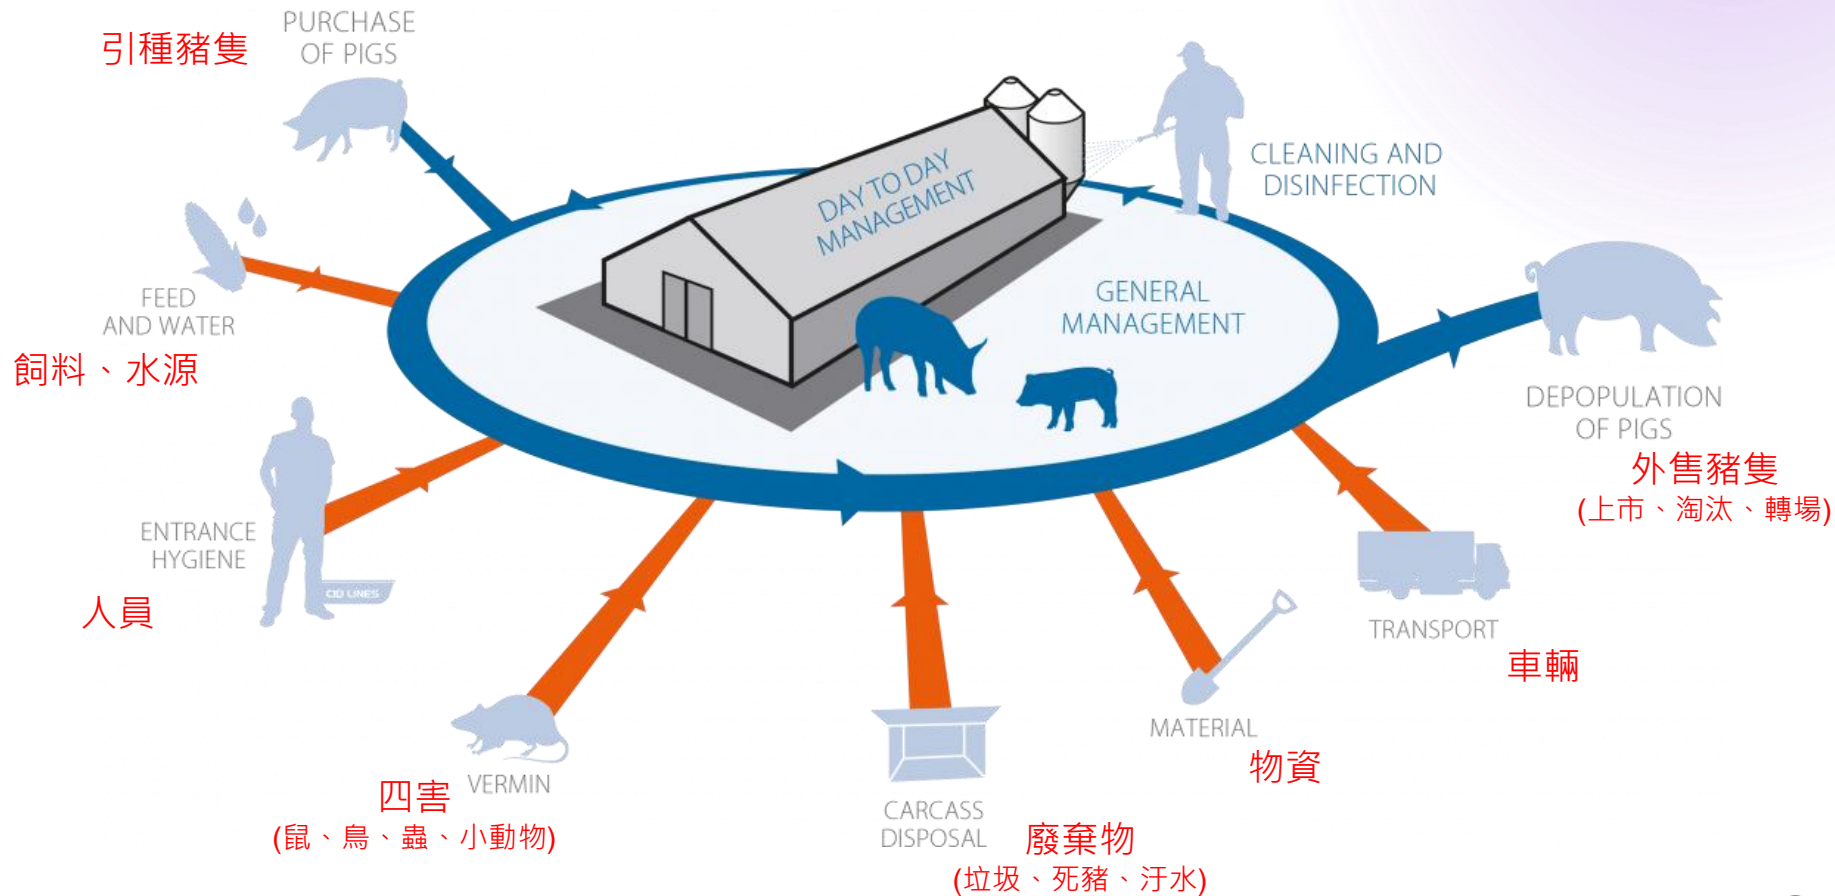 引種豬隻
PURCHASE
OF PIGS
DAY TO DAY
MANAGEMENT
CLEANING AND
DISINFECTION
FEED
AND WATER
飼料、水源
GENERAL
MANAGEMENT
DEPOPULATION
OF PIGS
外售豬隻
(上市、淘汰、轉場)
ENTRANCE
HYGIENE
CID LINES
人員
TRANSPORT
車輛
MATERIAL
物資
VERMIN
四害
(鼠、鳥、蟲、小動物)
CARCASS
DISPOSAL
廢棄物
(垃圾、死豬、汙水)